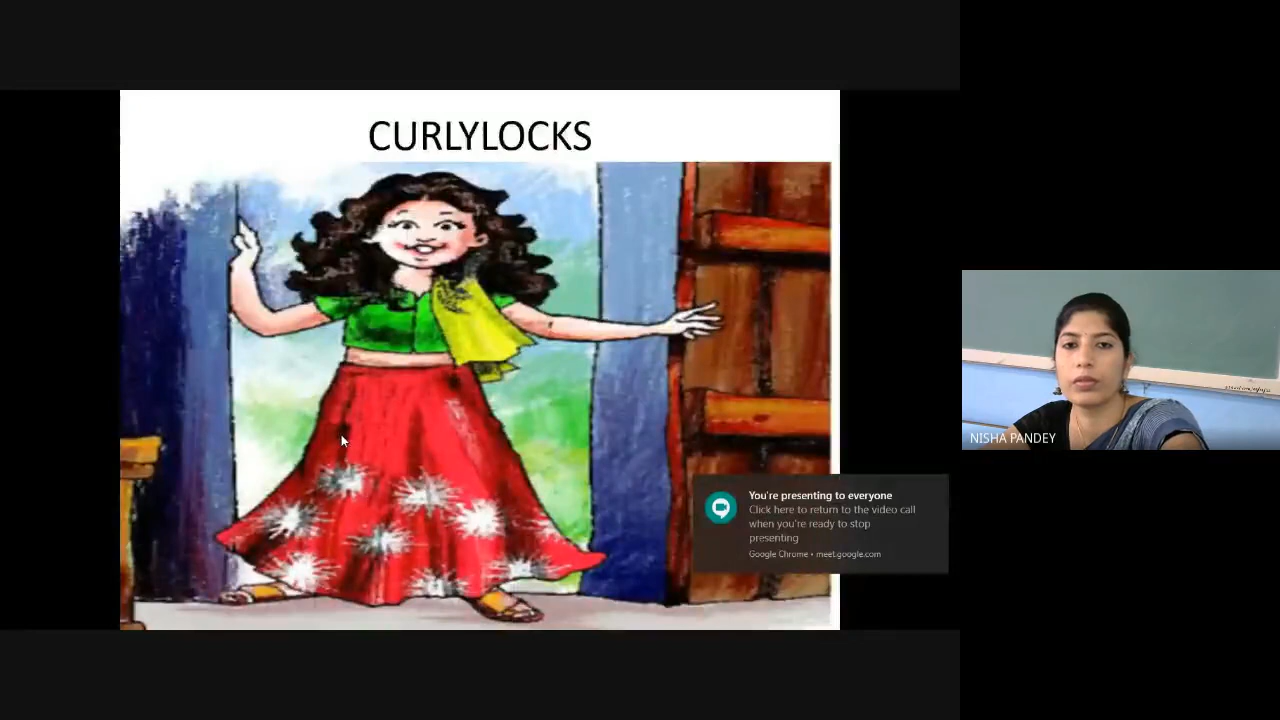 CURLYLOCKS
You're presenting to everyone
Click here to return to the video call
when you're ready to stop
presenting
Google Chrome • meet.google.com
NISHA PANDEY